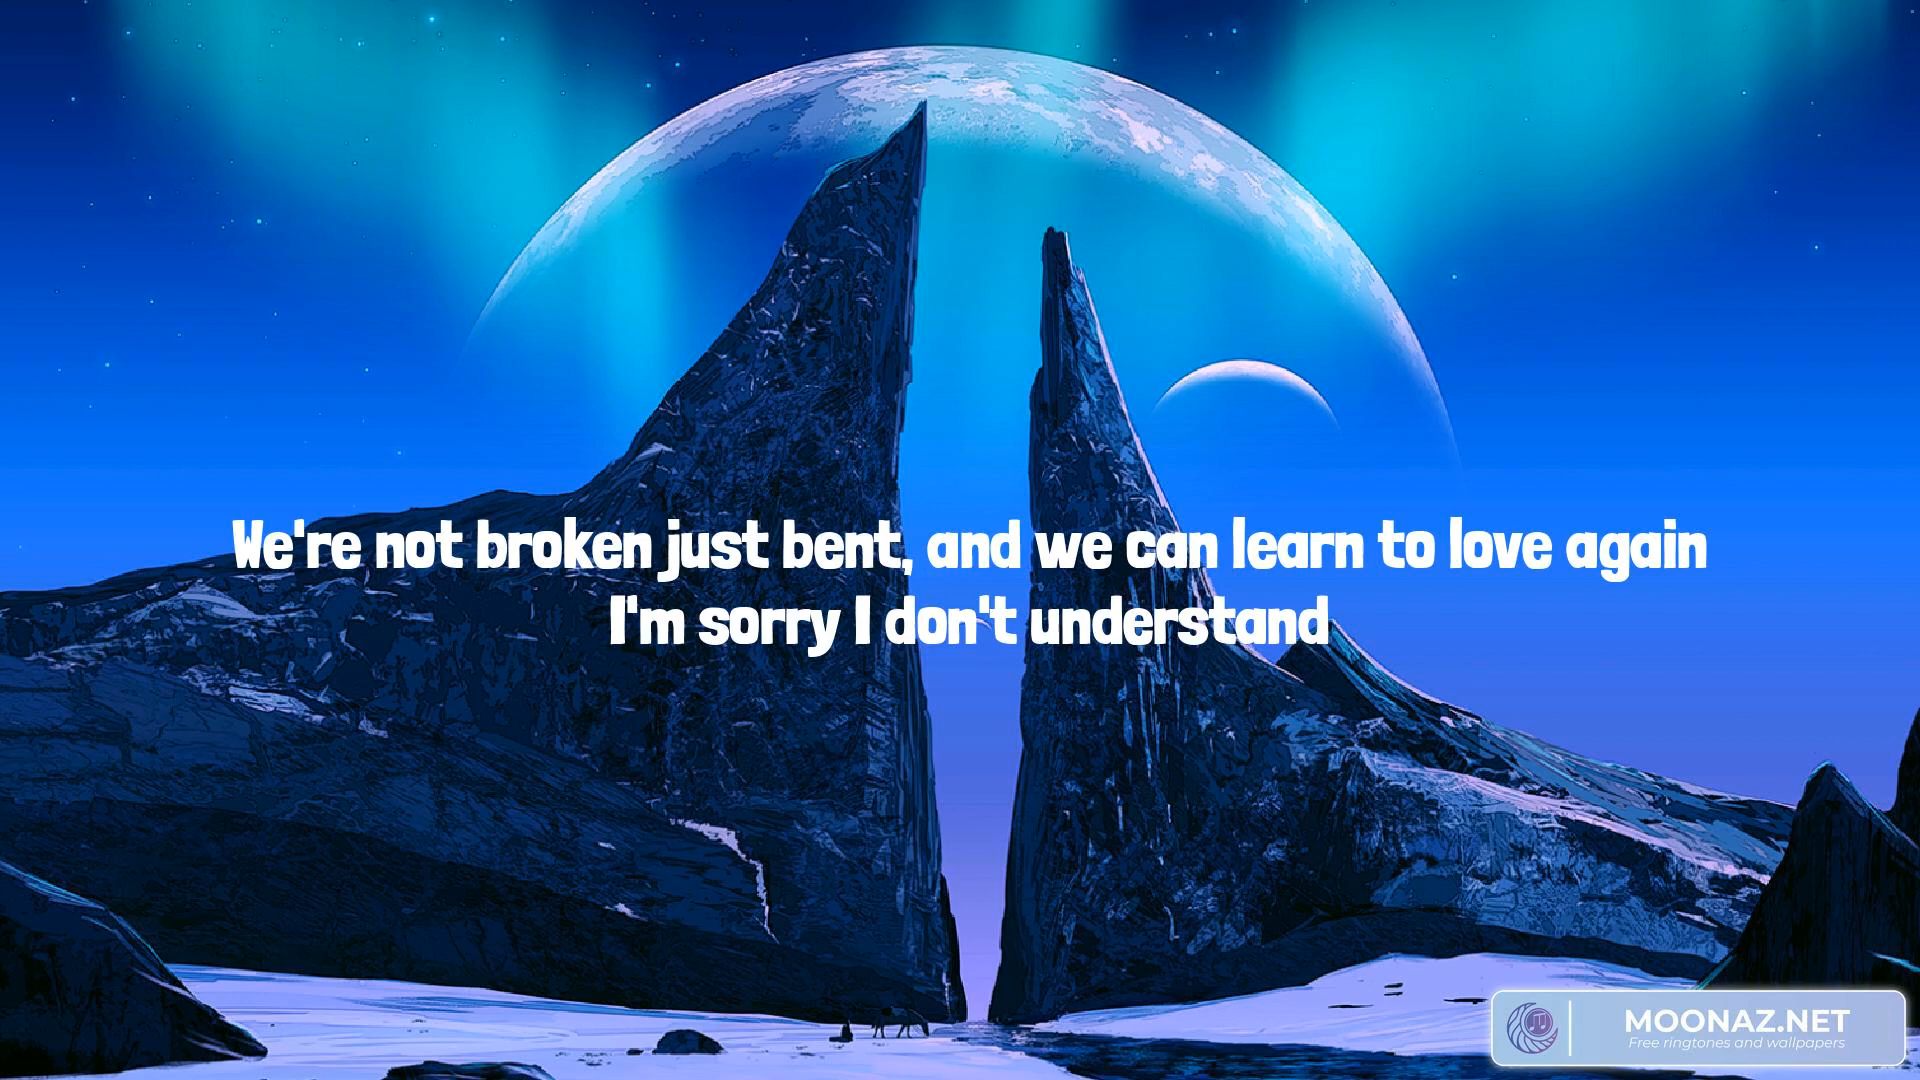 We're not broken just bent, and we can learn to love again
I'm sorry I don't understand
MOONAZ.NET
Free ringtones and wallpapers